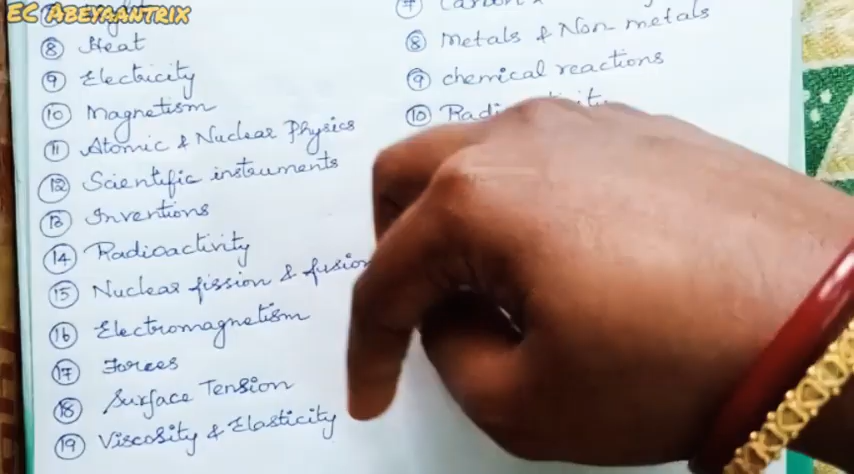 EC ABEYAANTRIX
⑧ Heat
⑨ Electricity
⑩ Magnetism
⑪ Atomic & Nuclear Physics
⑫ Scientific instruments
⑬ Inventions
⑭ Radioactivity
⑮ Nuclear fission & fusion
⑯ Electromagnetism
⑰ Forces
⑱ Surface Tension
⑲ Viscosity & Elasticity
⑧ Metals & Non-metals
⑨ chemical reactions
⑩